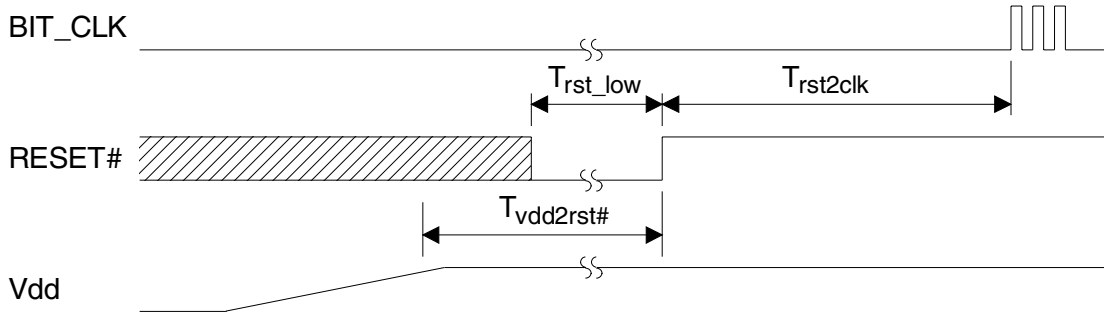 BIT_CLK
Trst_low
Trst2clk
RESET#
Tvdd2rst#
Vdd